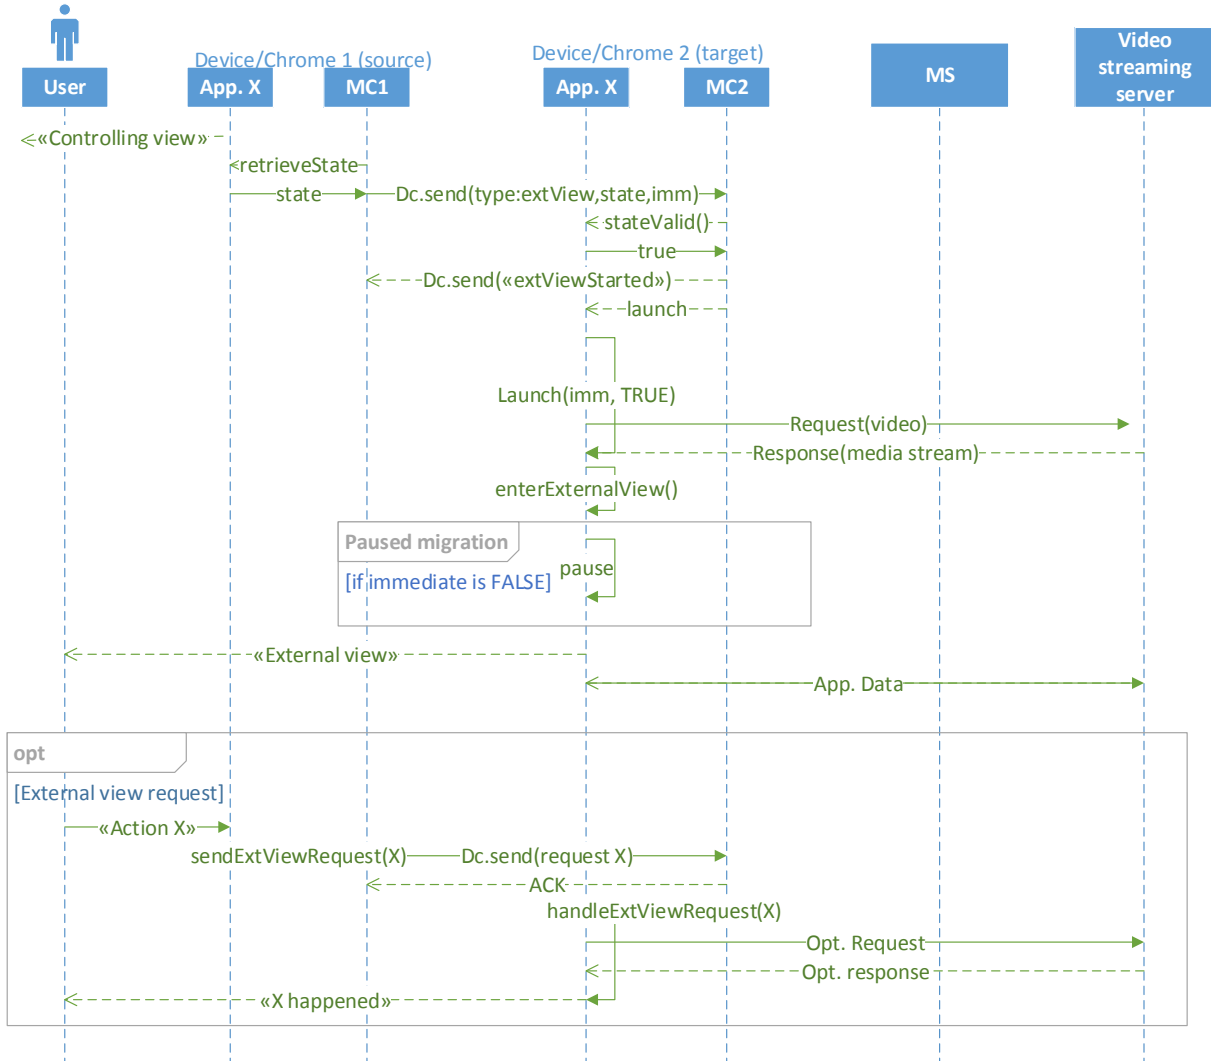 Device/Chrome 1 (source)
Device/Chrome 2 (target)
User
App. X
MC1
App. X
MC2
MS
Video
streaming
server
«Controlling view»
retrieveState
state
Dc.send(type:extView,state,imm)
stateValid()
true
Dc.send(«extViewStarted»)
launch
Launch(imm, TRUE)
Request(video)
Response(media stream)
enterExternalView()
Paused migration
[if immediate is FALSE]
pause
«External view»
App. Data
opt
[External view request]
«Action X»
sendExtViewRequest(X)
Dc.send(request X)
ACK
handleExtViewRequest(X)
Opt. Request
Opt. response
«X happened»